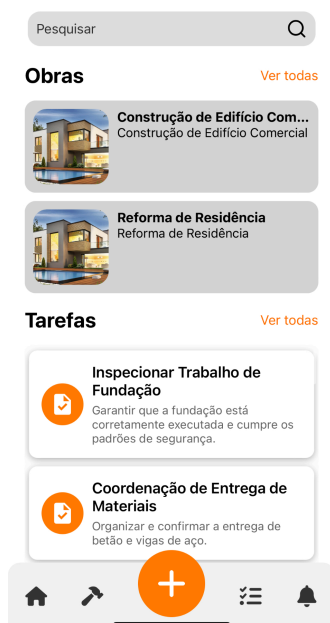 Pesquisar
Obras
Ver todas
Construção de Edifício Com...
Construção de Edifício Comercial
Reforma de Residência
Reforma de Residência
Tarefas
Ver todas
Inspecionar Trabalho de
Fundação
Garantir que a fundação está
corretamente executada e cumpre os
padrões de segurança.
Coordenação de Entrega de
Materiais
Organizar e confirmar a entrega de
betão e vigas de aço.